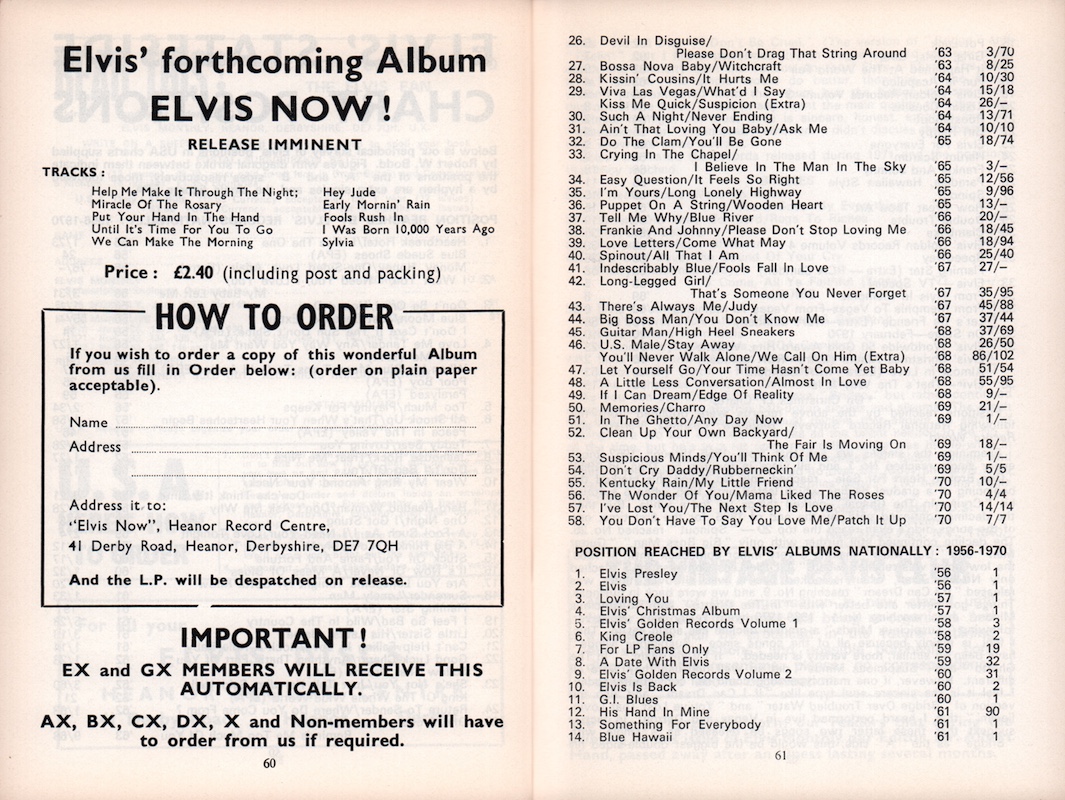 Elvis' forthcoming Album
ELVIS NOW!
RELEASE IMMINENT
TRACKS :
Help Me Make It Through The Night; Hey Jude
Miracle Of The Rosary Early Mornin' Rain
Put Your Hand In The Hand Fools Rush In
Until It's Time For You To Go I Was Born 10,000 Years Ago
We Can Make The Morning Sylvia
Price : £2.40 (including post and packing)
HOW TO ORDER
If you wish to order a copy of this wonderful Album
from us fill in Order below: (order on plain paper
acceptable).
Name
Address
Address it to:
"Elvis Now", Heanor Record Centre,
41 Derby Road, Heanor, Derbyshire, DE7 7QH
And the L.P. will be despatched on release.
IMPORTANT!
EX and GX MEMBERS WILL RECEIVE THIS
AUTOMATICALLY.
AX, BX, CX, DX, X and Non-members will have
to order from us if required.
60
26. Devil In Disguise/
Please Don't Drag That String Around '63 3/70
27. Bossa Nova Baby/Witchcraft '63 8/25
28. Kissin' Cousins/It Hurts Me '64 10/30
29. Viva Las Vegas/What'd I Say '64 15/18
Kiss Me Quick/Suspicion (Extra) '64 26/–
30. Such A Night/Never Ending '64 13/71
31. Ain't That Loving You Baby/Ask Me '64 10/10
32. Do The Clam/You'll Be Gone '65 18/74
33. Crying In The Chapel/
I Believe In The Man In The Sky '65 3/–
34. Easy Question/It Feels So Right '65 12/56
35. I'm Yours/Long Lonely Highway '65 9/96
36. Puppet On A String/Wooden Heart '65 13/–
37. Tell Me Why/Blue River '66 20/–
38. Frankie And Johnny/Please Don't Stop Loving Me '66 18/45
39. Love Letters/Come What May '66 18/94
40. Spinout/All That I Am '66 25/40
41. Indescribably Blue/Fools Fall In Love '67 27/–
42. Long-Legged Girl/
That's Someone You Never Forget '67 35/95
43. There's Always Me/Judy '67 45/88
44. Big Boss Man/You Don't Know Me '67 37/44
45. Guitar Man/High Heel Sneakers '68 37/69
46. U.S. Male/Stay Away '68 26/50
You'll Never Walk Alone/We Call On Him (Extra) '68 86/102
47. Let Yourself Go/Your Time Hasn't Come Yet Baby '68 51/54
48. A Little Less Conversation/Almost In Love '68 55/95
49. If I Can Dream/Edge Of Reality '68 9/–
50. Memories/Charro '69 21/–
51. In The Ghetto/Any Day Now '69 1/–
52. Clean Up Your Own Backyard/
The Fair Is Moving On '69 18/–
53. Suspicious Minds/You'll Think Of Me '69 1/–
54. Don't Cry Daddy/Rubberneckin' '69 5/5
55. Kentucky Rain/My Little Friend '70 10/–
56. The Wonder Of You/Mama Liked The Roses '70 4/4
57. I've Lost You/The Next Step Is Love '70 14/14
58. You Don't Have To Say You Love Me/Patch It Up '70 7/7
POSITION REACHED BY ELVIS' ALBUMS NATIONALLY : 1956-1970
1. Elvis Presley '56 1
2. Elvis '56 1
3. Loving You '57 1
4. Elvis' Christmas Album '57 1
5. Elvis' Golden Records Volume 1 '58 3
6. King Creole '58 2
7. For LP Fans Only '59 19
8. A Date With Elvis '59 32
9. Elvis' Golden Records Volume 2 '60 31
10. Elvis Is Back '60 2
11. G.I. Blues '60 1
12. His Hand In Mine '61 90
13. Something For Everybody '61 1
14. Blue Hawaii '61 1
61